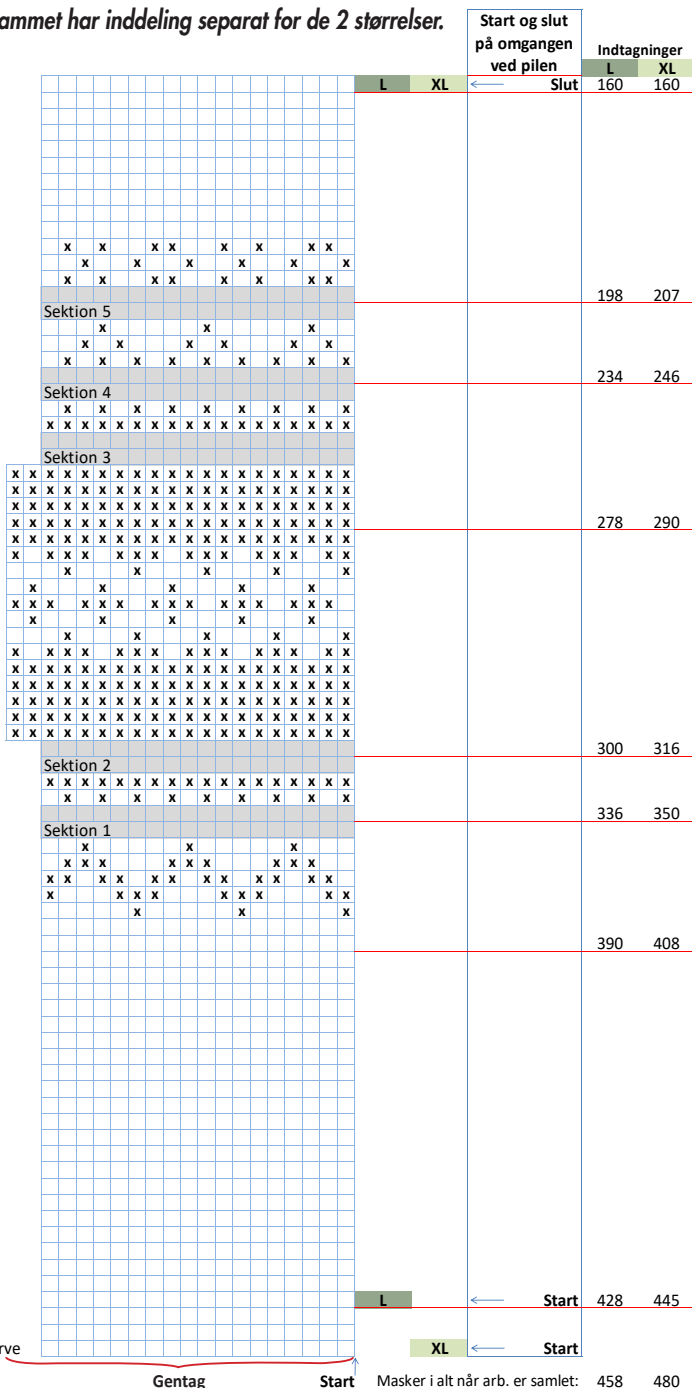 ammet har inddeling separat for de 2 størrelser.
Start og slut
på omgangen
ved pilen
Indtagninger
L XL
L XL ← Slut 160 160
x x x x x x x x
x x x x x x
x x x x x x x x
198 207
Sektion 5
x x x
x x x x x x
x x x x x x x x x
234 246
Sektion 4
x x x x x x x x x
x x x x x x x x x x x x x x x x x x
Sektion 3
x x x x x x x x x x x x x x x x x x x x
x x x x x x x x x x x x x x x x x x x x
x x x x x x x x x x x x x x x x x x x x
x x x x x x x x x x x x x x x x x x x x 278 290
x x x x x x x x x x x x x x x x x x x x
x x x x x x x x x x x x x x x
x x x x x
x x x x x
x x x x x x x x x x x x x x x
x x x x x
x x x x x
x x x x x x x x x x x x x x x
x x x x x x x x x x x x x x x x x x x x
x x x x x x x x x x x x x x x x x x x x
x x x x x x x x x x x x x x x x x x x x
x x x x x x x x x x x x x x x x x x x x
x x x x x x x x x x x x x x x x x x x x
300 316
Sektion 2
x x x x x x x x x x x x x x x x x x
x x x x x x x x x
336 350
Sektion 1
x x x
x x x x x x x x x
x x x x x x x x x x x x
x x x x x x x x x
x x x
390 408
L ← Start 428 445
rve XL ← Start
Gentag Start Masker i alt når arb. er samlet: 458 480